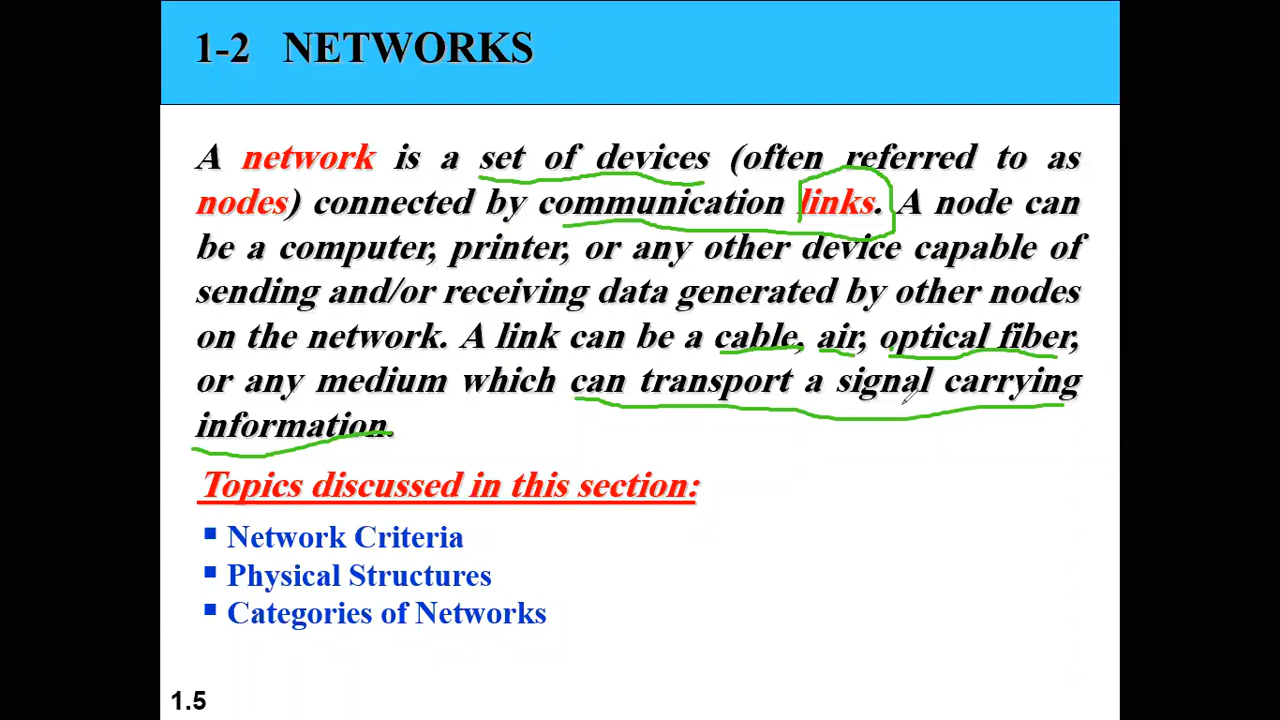 1-2 NETWORKS
A network is a set of devices (often referred to as
nodes) connected by communication links. A node can
be a computer, printer, or any other device capable of
sending and/or receiving data generated by other nodes
on the network. A link can be a cable, air, optical fiber,
or any medium which can transport a signal carrying
information.
Topics discussed in this section:
▪ Network Criteria
▪ Physical Structures
▪ Categories of Networks
1.5